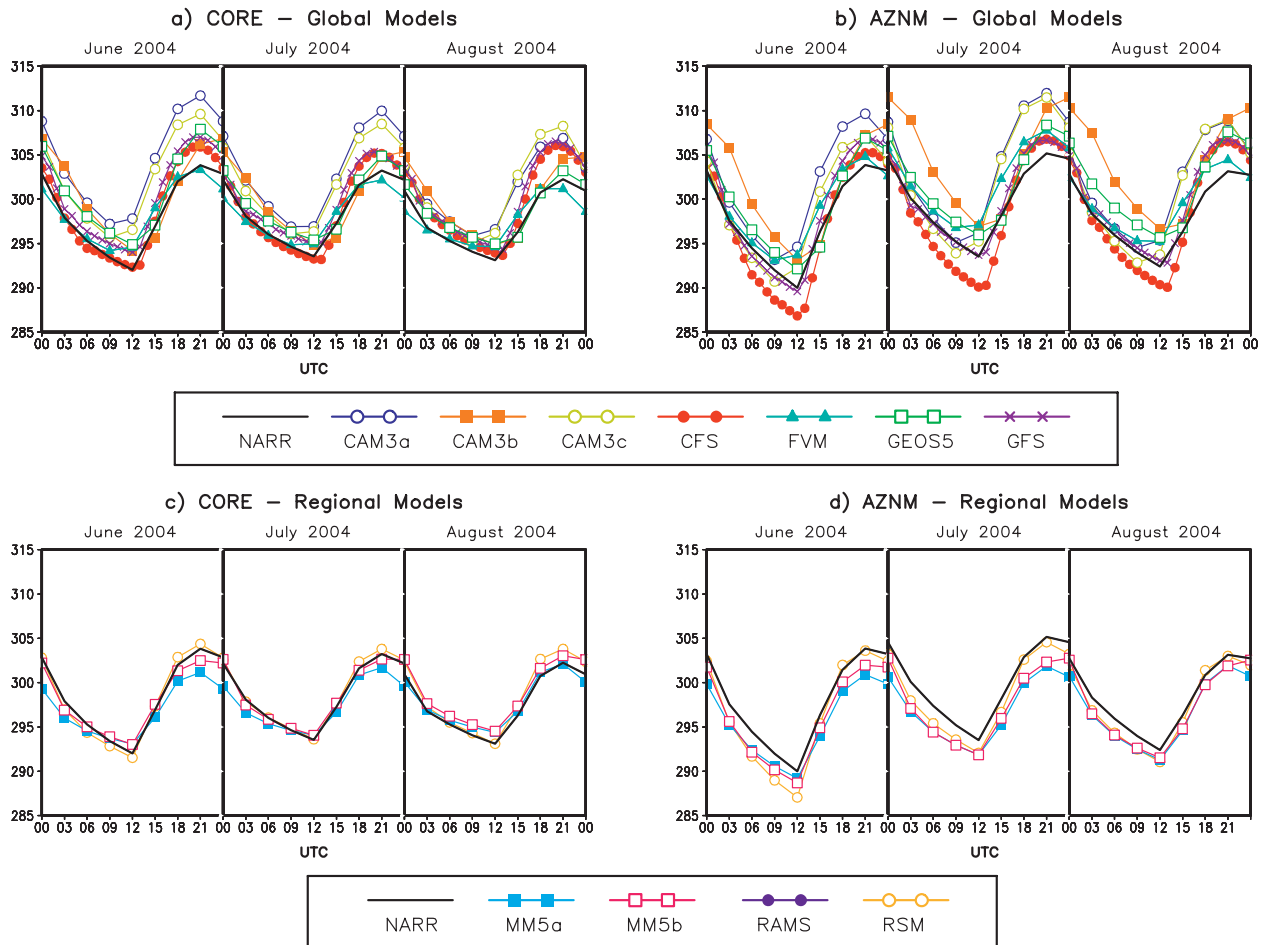 a) CORE – Global Models
June 2004 July 2004 August 2004
315
310
305
300
295
290
285
00 03 06 09 12 15 18 21 00 03 06 09 12 15 18 21 00 03 06 09 12 15 18 21 00
UTC
b) AZNM – Global Models
June 2004 July 2004 August 2004
315
310
305
300
295
290
285
00 03 06 09 12 15 18 21 00 03 06 09 12 15 18 21 00 03 06 09 12 15 18 21 00
UTC
NARR CAM3a CAM3b CAM3c CFS FVM GEOS5 GFS
c) CORE – Regional Models
June 2004 July 2004 August 2004
315
310
305
300
295
290
285
00 03 06 09 12 15 18 21 00 03 06 09 12 15 18 21 00 03 06 09 12 15 18 21 00
UTC
d) AZNM – Regional Models
June 2004 July 2004 August 2004
315
310
305
300
295
290
285
00 03 06 09 12 15 18 21 00 03 06 09 12 15 18 21 00 03 06 09 12 15 18 21 00
UTC
NARR MM5a MM5b RAMS RSM